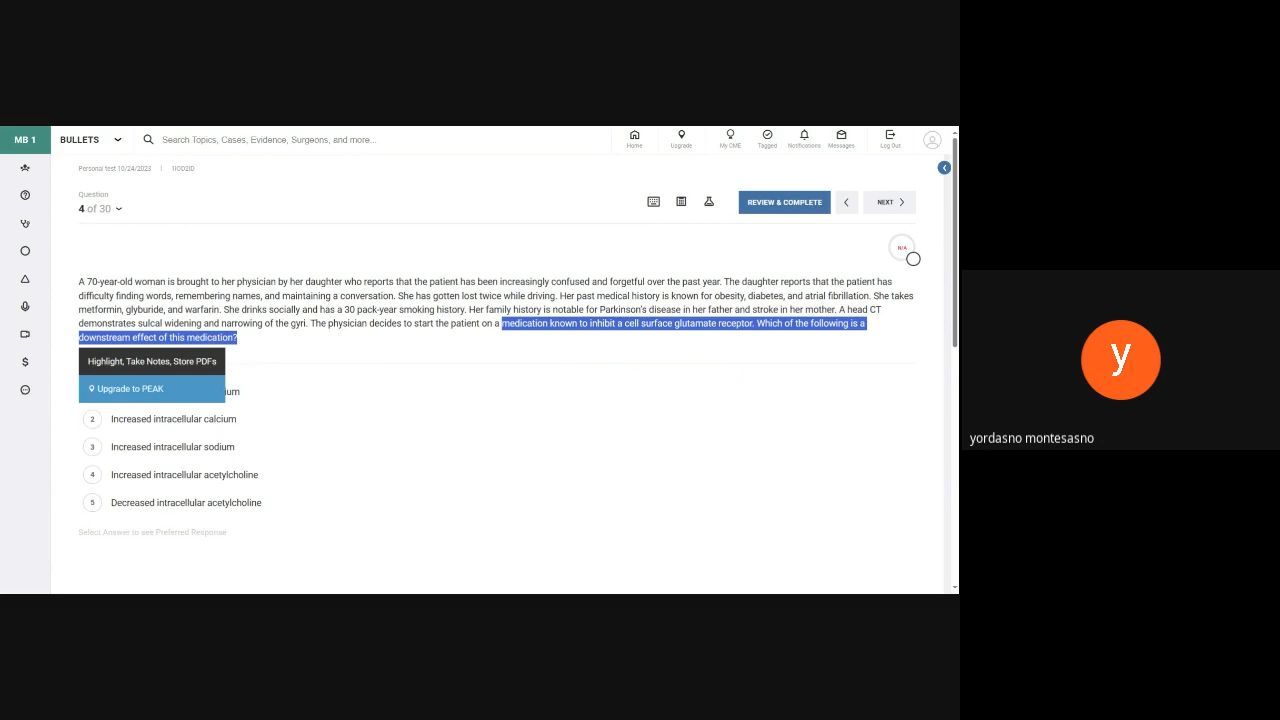 MB 1
BULLETS
Search Topics, Cases, Evidence, Surgeons, and more...
Home
Upgrade
My CME
Tagged
Notifications
Messages
Log Out
Personal test 10/24/2023
Question
4 of 30
REVIEW & COMPLETE
NEXT
N/A
A 70-year-old woman is brought to her physician by her daughter who reports that the patient has been increasingly confused and forgetful over the past year. The daughter reports that the patient has
difficulty finding words, remembering names, and maintaining a conversation. She has gotten lost twice while driving. Her past medical history is known for obesity, diabetes, and atrial fibrillation. She takes
metformin, glyburide, and warfarin. She drinks socially and has a 30 pack-year smoking history. Her family history is notable for Parkinson's disease in her father and stroke in her mother. A head CT
demonstrates sulcal widening and narrowing of the gyri. The physician decides to start the patient on a medication known to inhibit a cell surface glutamate receptor. Which of the following is a
downstream effect of this medication?
Highlight, Take Notes, Store PDFs
Upgrade to PEAK
ium
2 Increased intracellular calcium
3 Increased intracellular sodium
4 Increased intracellular acetylcholine
5 Decreased intracellular acetylcholine
Select Answer to see Preferred Response
y
yordasno montesasno